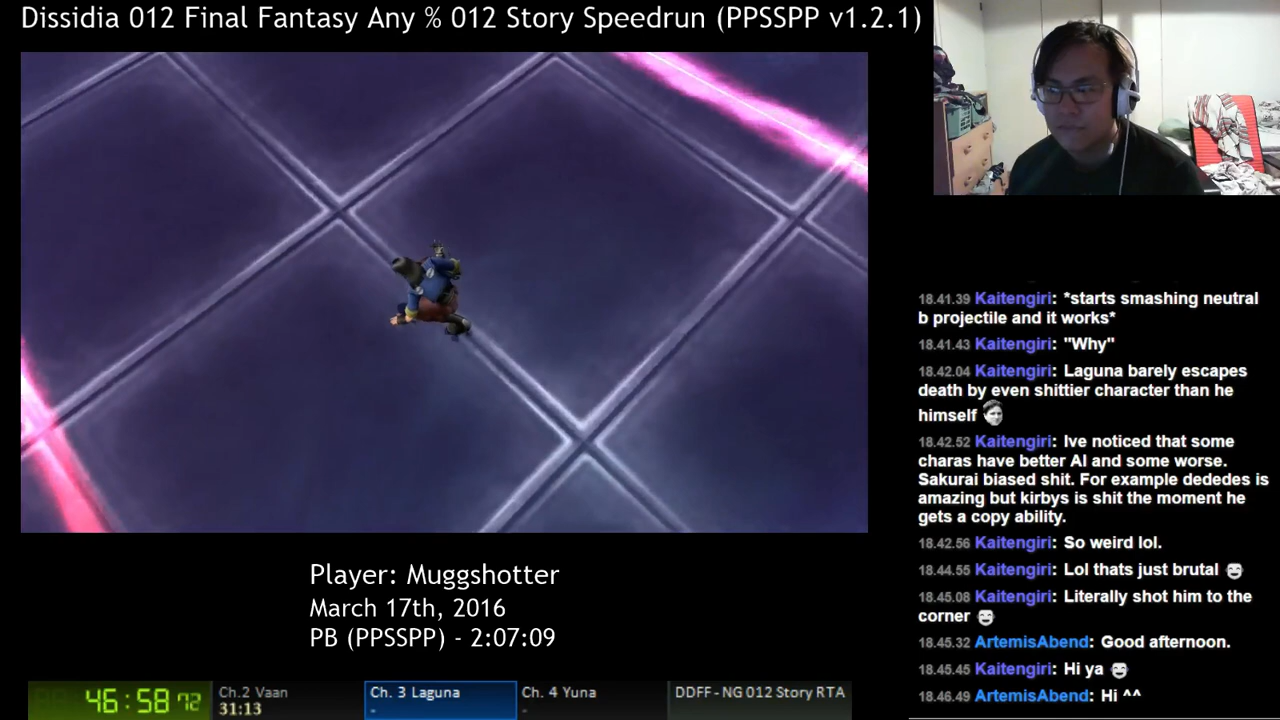 Dissidia 012 Final Fantasy Any % 012 Story Speedrun (PPSSPP v1.2.1)
18.41.39 Kaitengiri: *starts smashing neutral
b projectile and it works*
18.41.43 Kaitengiri: "Why"
18.42.04 Kaitengiri: Laguna barely escapes
death by even shittier character than he
himself
18.42.52 Kaitengiri: Ive noticed that some
charas have better AI and some worse.
Sakurai biased shit. For example dededes is
amazing but kirbys is shit the moment he
gets a copy ability.
18.42.56 Kaitengiri: So weird lol.
18.44.55 Kaitengiri: Lol thats just brutal
18.45.08 Kaitengiri: Literally shot him to the
corner
18.45.32 ArtemisAbend: Good afternoon.
18.45.45 Kaitengiri: Hi ya
18.46.49 ArtemisAbend: Hi ^^
Player: Muggshotter
March 17th, 2016
PB (PPSSPP) - 2:07:09
46:58 72
Ch.2 Vaan
31:13
Ch. 3 Laguna
-
Ch. 4 Yuna
-
DDFF - NG 012 Story RTA